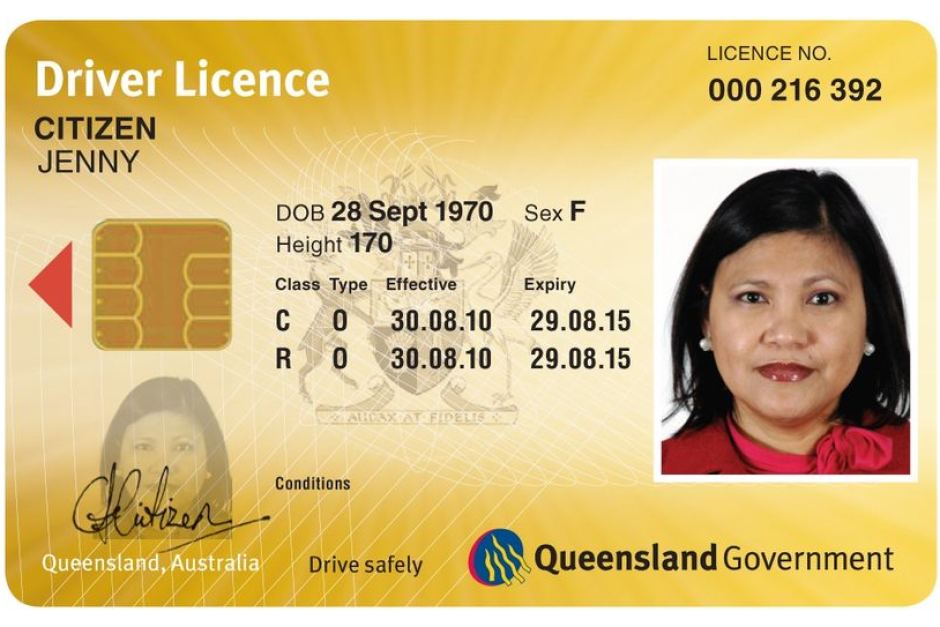 Driver Licence
CITIZEN
JENNY
LICENCE NO.
000 216 392
DOB 28 Sept 1970 Sex F
Height 170
Class Type Effective Expiry
C O 30.08.10 29.08.15
R O 30.08.10 29.08.15
AUDAX AT FIDELIS
Conditions
JCitizen
Queensland, Australia
Drive safely
Queensland Government